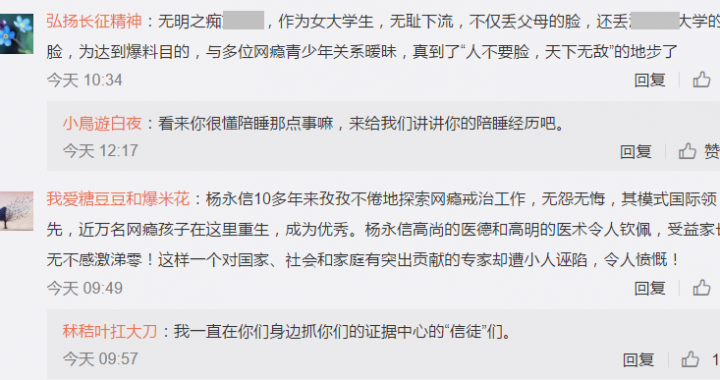 弘扬长征精神：无明之痴，作为女大学生，无耻下流，不仅丢父母的脸，还丢大学的
脸，为达到爆料目的，与多位网瘾青少年关系暧昧，真到了“人不要脸，天下无敌”的地步了
今天 10:34
回复
小鳥遊白夜：看来你很懂陪睡那点事嘛，来给我们讲讲你的陪睡经历吧。
今天 12:17
回复 赞
我爱糖豆豆和爆米花：杨永信10多年来孜孜不倦地探索网瘾戒治工作，无怨无悔，其模式国际领
先，近万名网瘾孩子在这里重生，成为优秀。杨永信高尚的医德和高明的医术令人钦佩，受益家长
无不感激涕零！这样一个对国家、社会和家庭有突出贡献的专家却遭小人诬陷，令人愤慨！
今天 09:49
回复
秫秸叶扛大刀：我一直在你们身边抓你们的证据中心的“信徒”们。
今天 09:57
回复 1